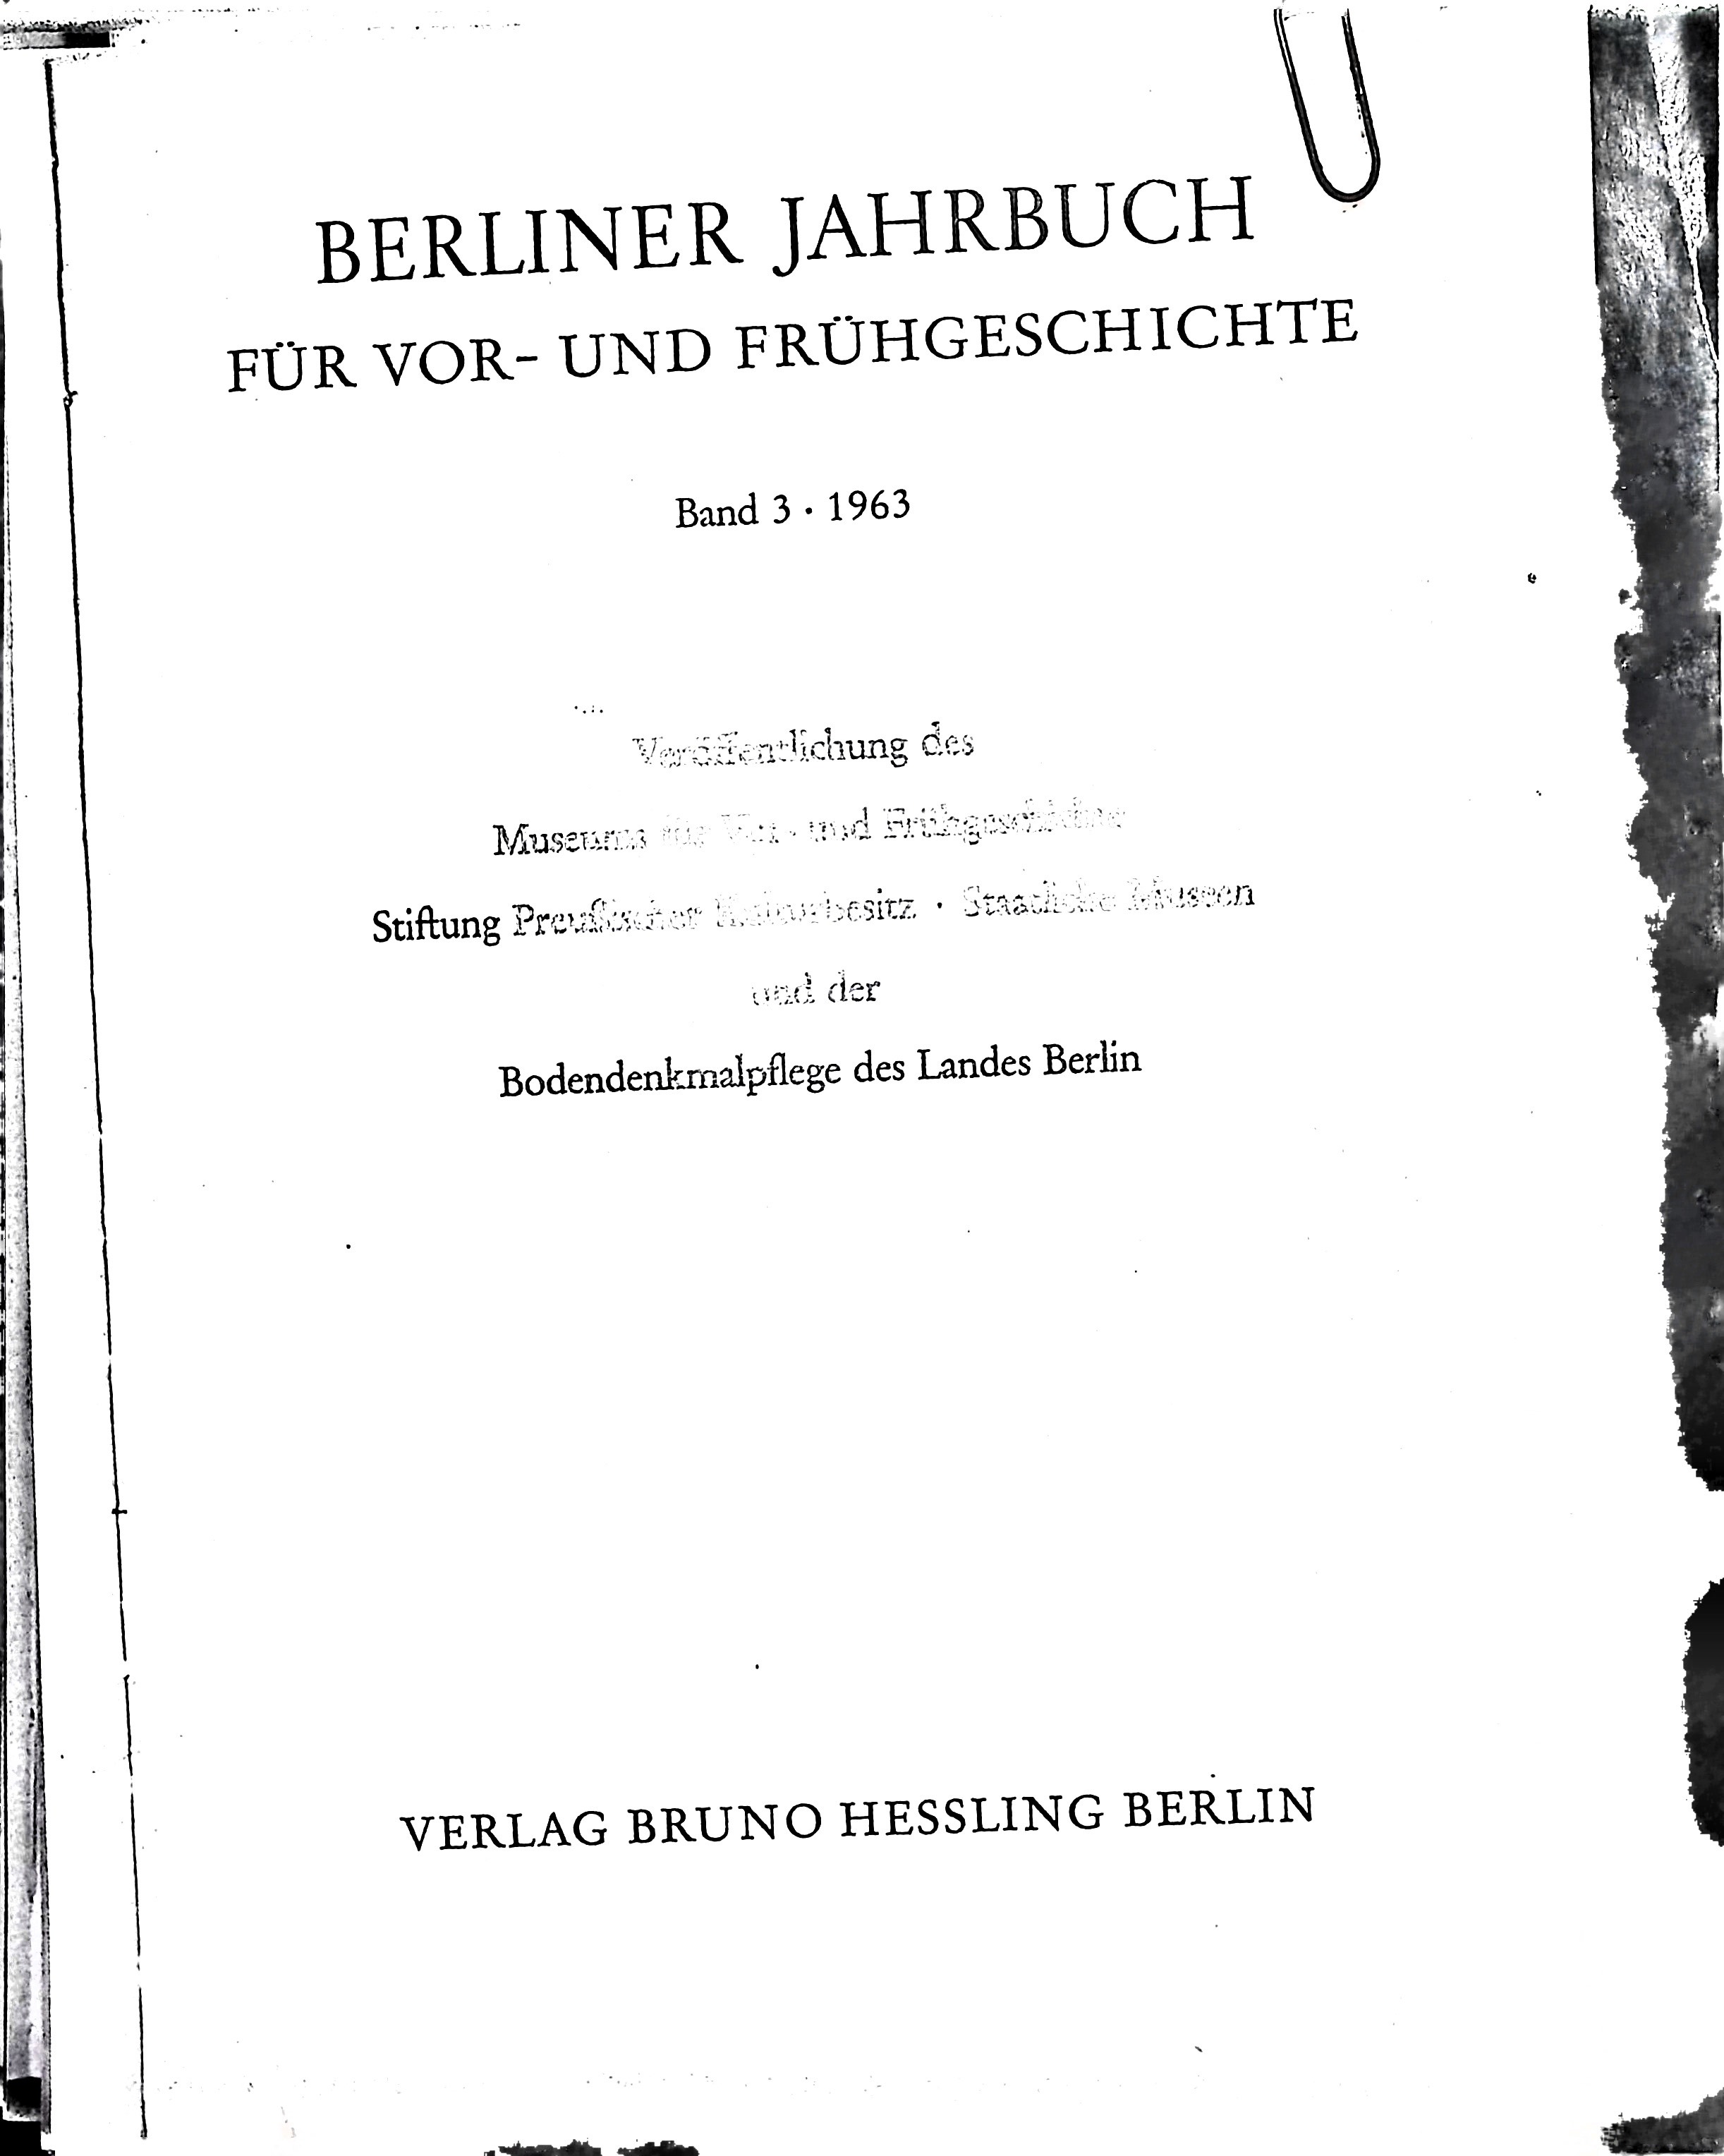 BERLINER JAHRBUCH
FÜR VOR- UND FRÜHGESCHICHTE
Band 3 · 1963
Veröffentlichung des
Museums für Vor- und Frühgeschichte
Stiftung Preußischer Kulturbesitz · Staatliche Museen
und der
Bodendenkmalpflege des Landes Berlin
VERLAG BRUNO HESSLING BERLIN